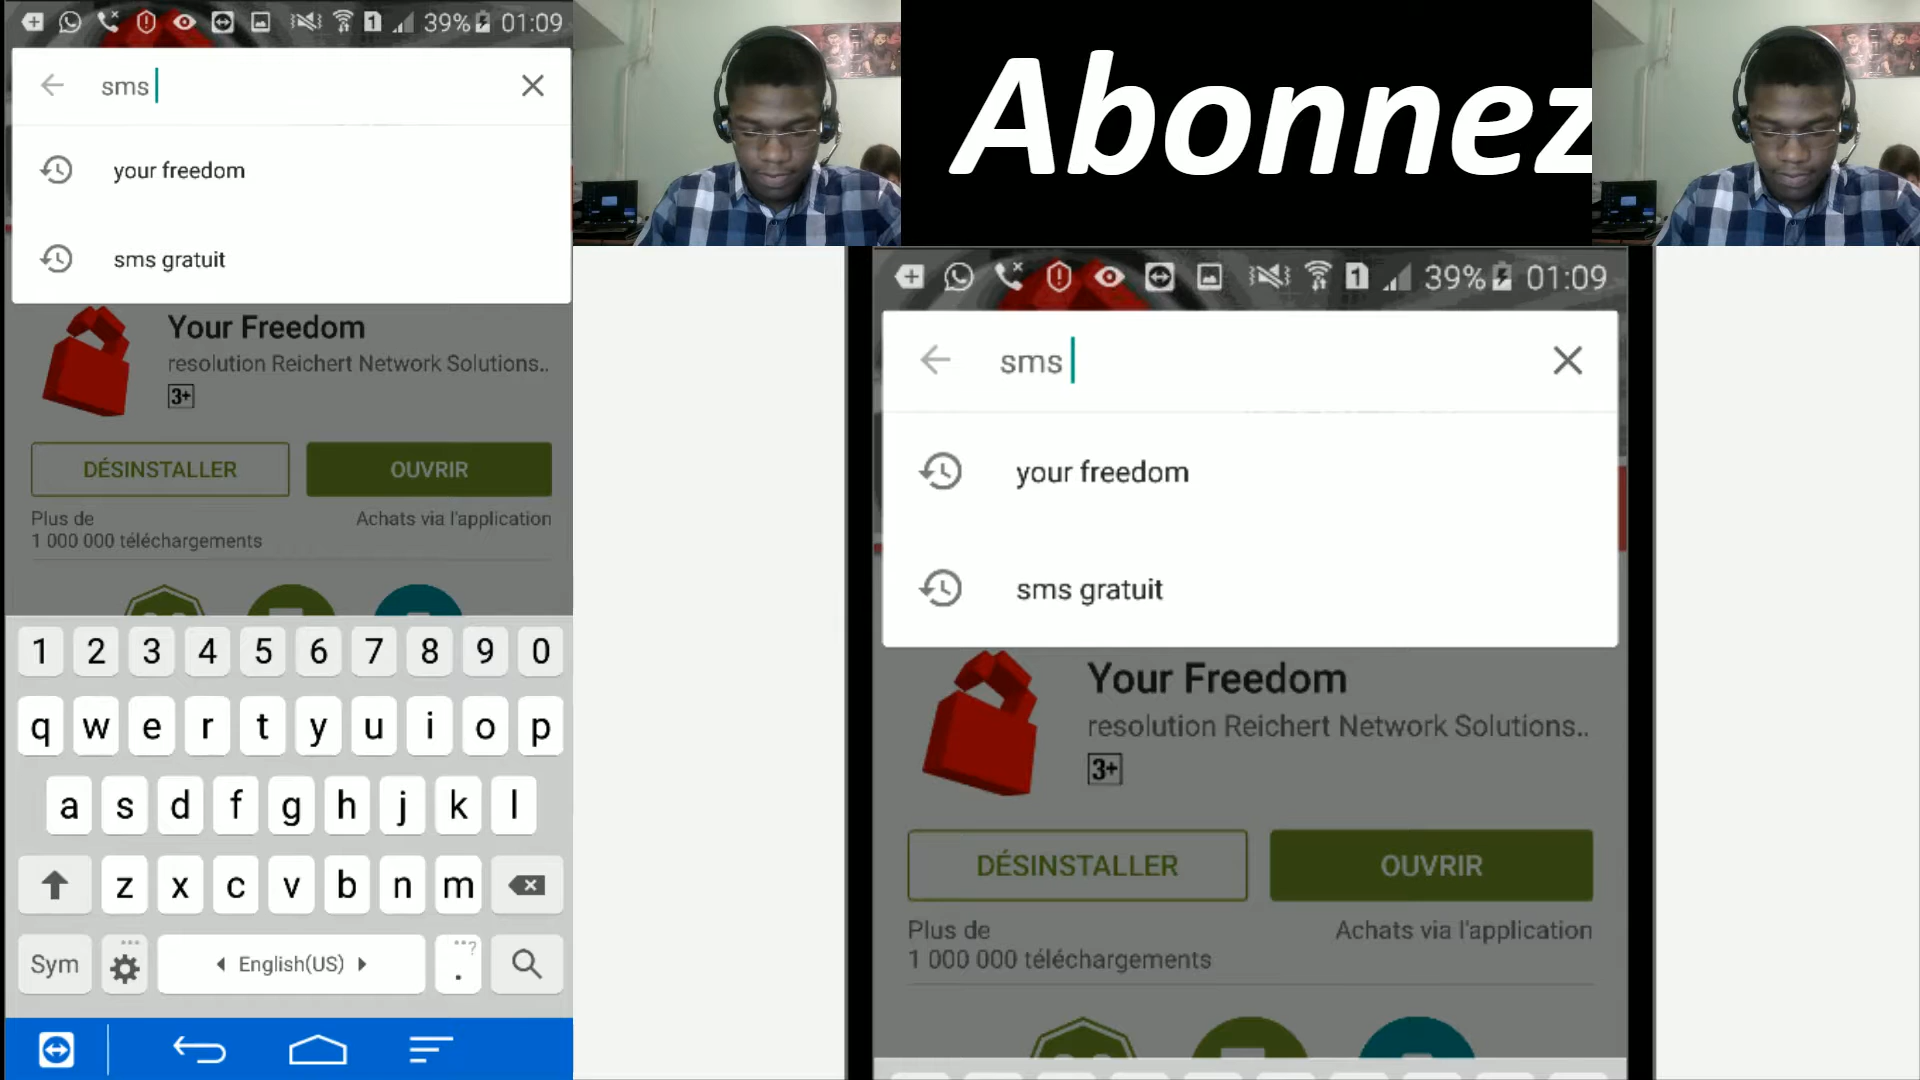 39% 01:09
sms
your freedom
sms gratuit
Your Freedom
resolution Reichert Network Solutions..
3+
DÉSINSTALLER OUVRIR
Plus de
1 000 000 téléchargements
Achats via l'application
1 2 3 4 5 6 7 8 9 0
q w e r t y u i o p
a s d f g h j k l
z x c v b n m
Sym English(US) .
Abonnez
1 39% 01:09
sms
your freedom
sms gratuit
Your Freedom
resolution Reichert Network Solutions..
3+
DÉSINSTALLER OUVRIR
Plus de
1 000 000 téléchargements
Achats via l'application